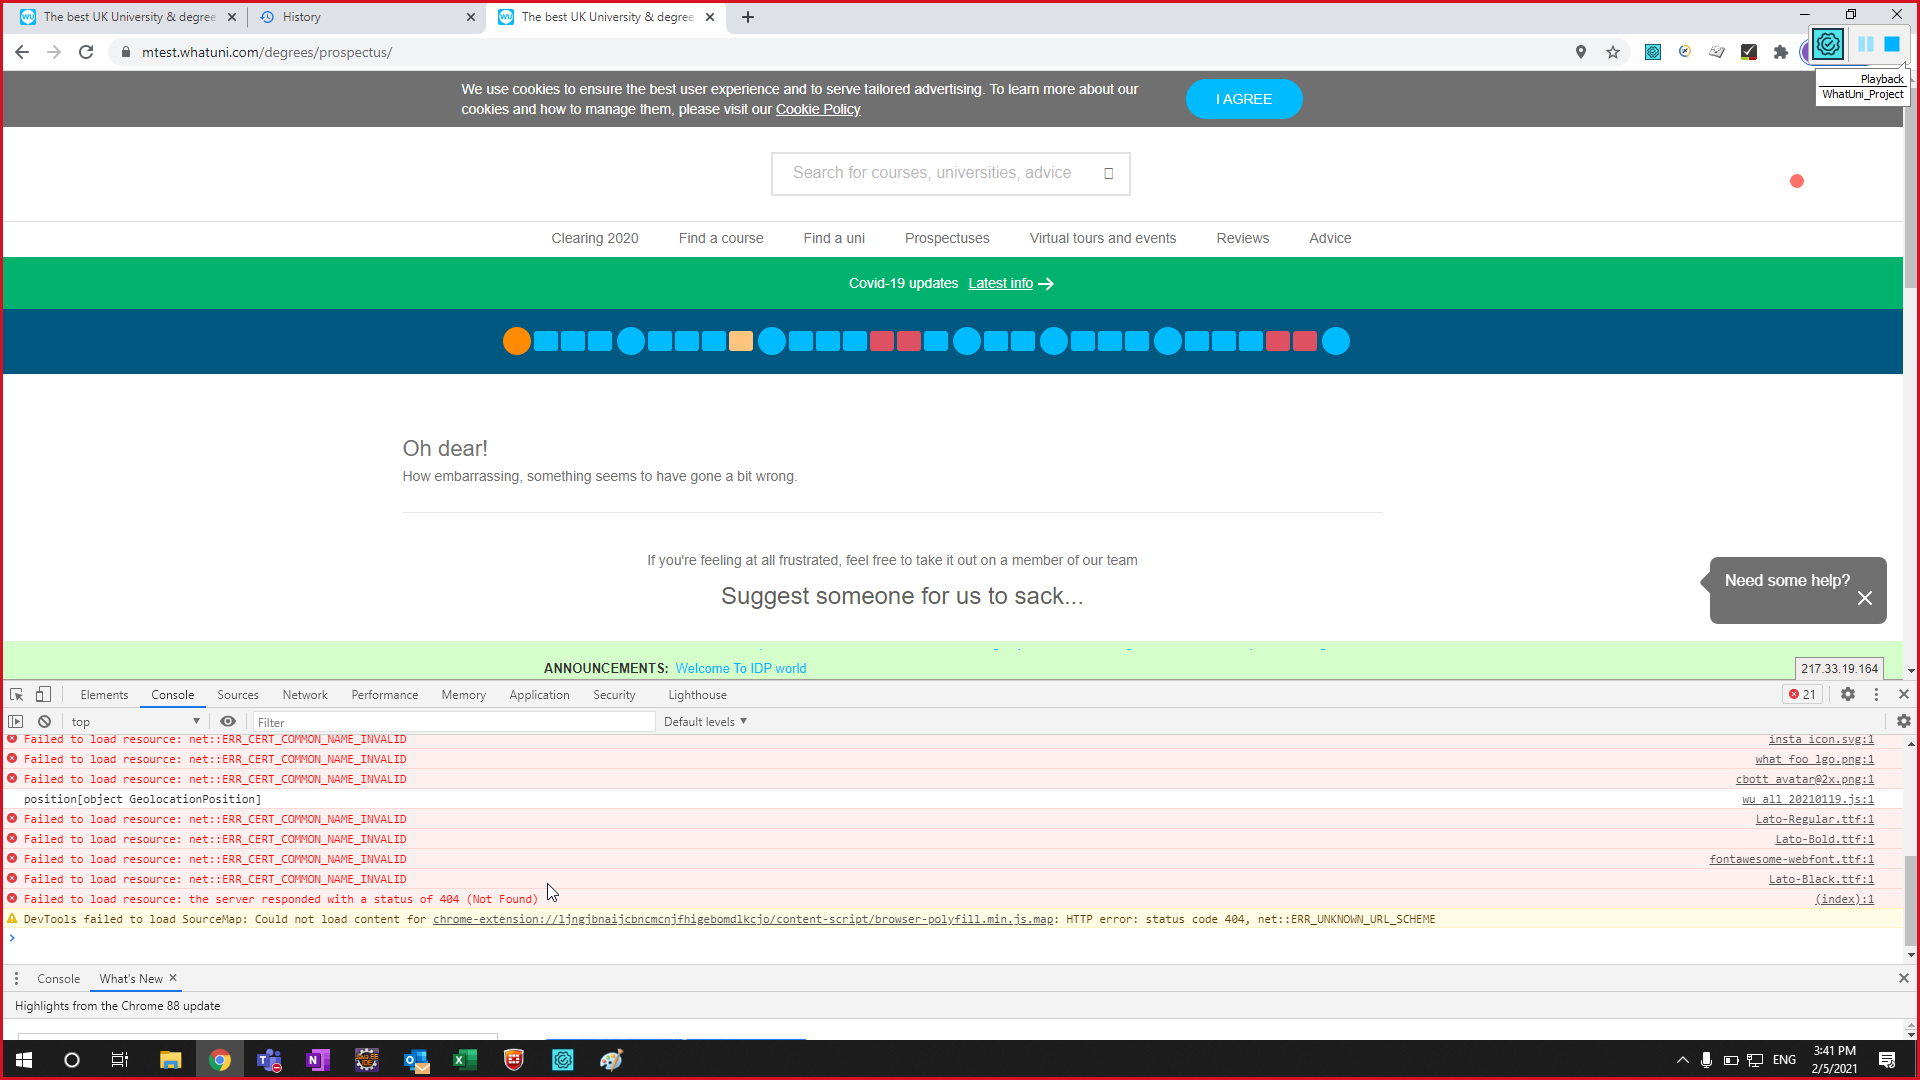 The best UK University & degree
History
The best UK University & degree
mtest.whatuni.com/degrees/prospectus/
Playback
WhatUni_Project
We use cookies to ensure the best user experience and to serve tailored advertising. To learn more about our
cookies and how to manage them, please visit our Cookie Policy
I AGREE
Search for courses, universities, advice
Clearing 2020 Find a course Find a uni Prospectuses Virtual tours and events Reviews Advice
Covid-19 updates Latest info
Oh dear!
How embarrassing, something seems to have gone a bit wrong.
If you're feeling at all frustrated, feel free to take it out on a member of our team
Suggest someone for us to sack...
Need some help?
ANNOUNCEMENTS: Welcome To IDP world
217.33.19.164
Elements Console Sources Network Performance Memory Application Security Lighthouse 21
top Filter Default levels
Failed to load resource: net::ERR_CERT_COMMON_NAME_INVALID insta_icon.svg:1
Failed to load resource: net::ERR_CERT_COMMON_NAME_INVALID what_foo_lgo.png:1
Failed to load resource: net::ERR_CERT_COMMON_NAME_INVALID cbott_avatar@2x.png:1
position[object GeolocationPosition] wu_all_20210119.js:1
Failed to load resource: net::ERR_CERT_COMMON_NAME_INVALID Lato-Regular.ttf:1
Failed to load resource: net::ERR_CERT_COMMON_NAME_INVALID Lato-Bold.ttf:1
Failed to load resource: net::ERR_CERT_COMMON_NAME_INVALID fontawesome-webfont.ttf:1
Failed to load resource: net::ERR_CERT_COMMON_NAME_INVALID Lato-Black.ttf:1
Failed to load resource: the server responded with a status of 404 (Not Found) (index):1
DevTools failed to load SourceMap: Could not load content for chrome-extension://ljngjbnaijcbncmcnjfhigebomdlkcjo/content-script/browser-polyfill.min.js.map: HTTP error: status code 404, net::ERR_UNKNOWN_URL_SCHEME
Console What's New
Highlights from the Chrome 88 update
ENG
3:41 PM
2/5/2021